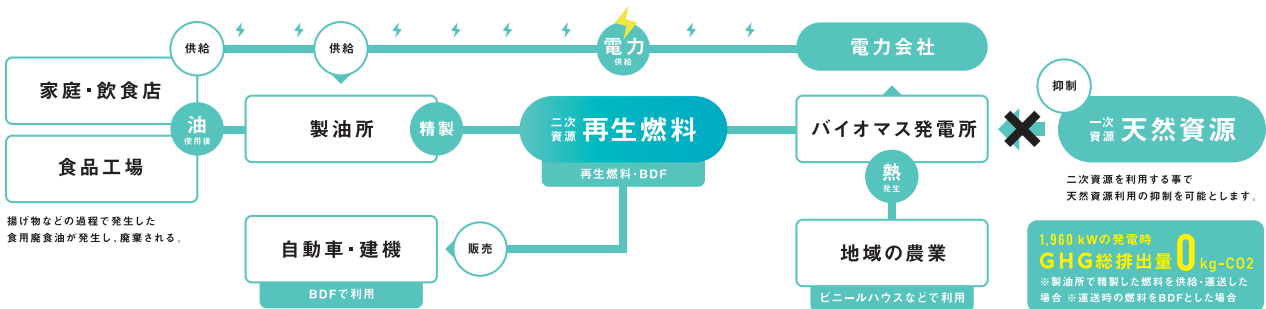 供給
供給
電力
供給
電力会社
家庭・飲食店
油
使用後
食品工場
揚げ物などの過程で発生した
食用廃食油が発生し、廃棄される。
製油所
精製
二次
資源
再生燃料
再生燃料・BDF
自動車・建機
BDFで利用
販売
バイオマス発電所
熱
発生
地域の農業
ビニールハウスなどで利用
抑制
一次
資源
天然資源
二次資源を利用する事で
天然資源利用の抑制を可能とします。
1,960 kWの発電時
GHG総排出量0kg-CO2
※製油所で精製した燃料を供給・運送した
場合 ※運送時の燃料をBDFとした場合